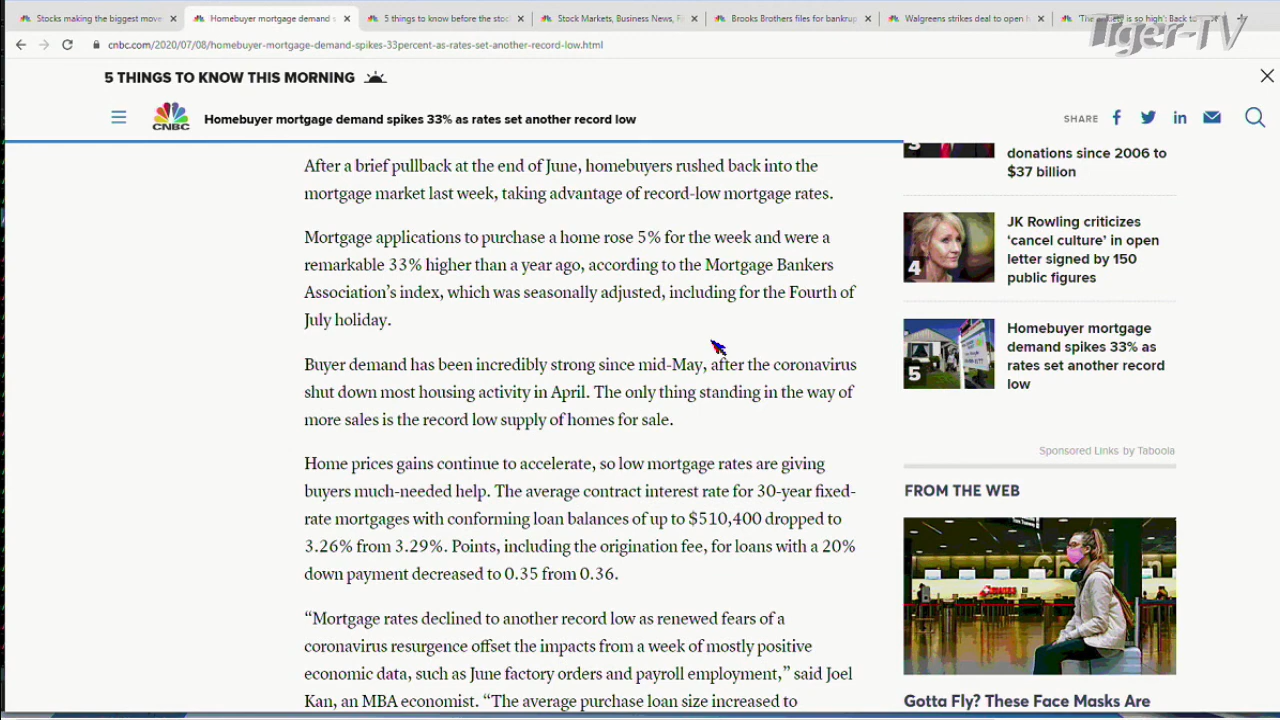 Stocks making the biggest move
Homebuyer mortgage demand s
5 things to know before the stoc
Stock Markets, Business News, Fi
Brooks Brothers files for bankrup
Walgreens strikes deal to open h
is so high': Back to
Tiger-TV
cnbc.com/2020/07/08/homebuyer-mortgage-demand-spikes-33percent-as-rates-set-another-record-low.html
5 THINGS TO KNOW THIS MORNING
CNBC
Homebuyer mortgage demand spikes 33% as rates set another record low
SHARE
After a brief pullback at the end of June, homebuyers rushed back into the
mortgage market last week, taking advantage of record-low mortgage rates.
Mortgage applications to purchase a home rose 5% for the week and were a
remarkable 33% higher than a year ago, according to the Mortgage Bankers
Association's index, which was seasonally adjusted, including for the Fourth of
July holiday.
Buyer demand has been incredibly strong since mid-May, after the coronavirus
shut down most housing activity in April. The only thing standing in the way of
more sales is the record low supply of homes for sale.
Home prices gains continue to accelerate, so low mortgage rates are giving
buyers much-needed help. The average contract interest rate for 30-year fixed-
rate mortgages with conforming loan balances of up to $510,400 dropped to
3.26% from 3.29%. Points, including the origination fee, for loans with a 20%
down payment decreased to 0.35 from 0.36.
“Mortgage rates declined to another record low as renewed fears of a
coronavirus resurgence offset the impacts from a week of mostly positive
economic data, such as June factory orders and payroll employment,” said Joel
Kan, an MBA economist. “The average purchase loan size increased to
3
donations since 2006 to
$37 billion
4
JK Rowling criticizes
‘cancel culture’ in open
letter signed by 150
public figures
5
Homebuyer mortgage
demand spikes 33% as
rates set another record
low
Sponsored Links by Taboola
FROM THE WEB
Gotta Fly? These Face Masks Are